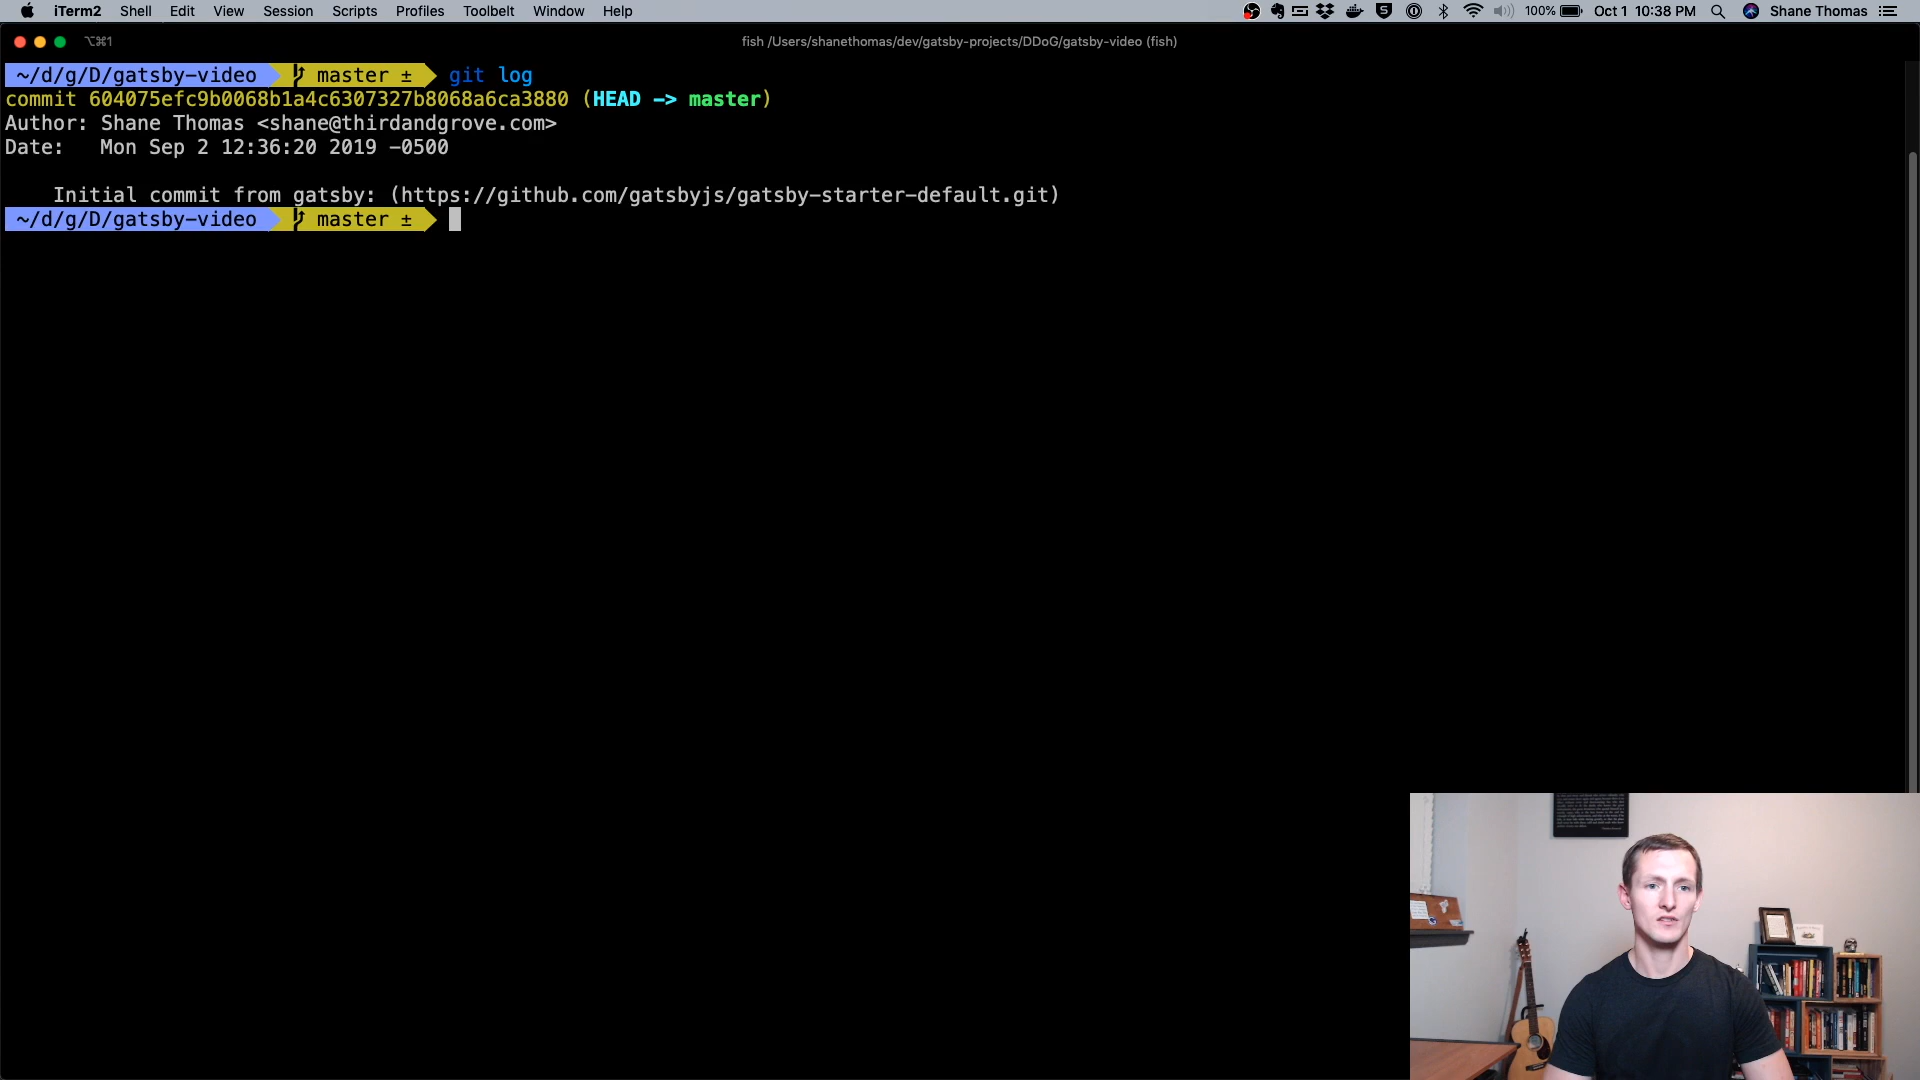 iTerm2 Shell Edit View Session Scripts Profiles Toolbelt Window Help 100% Oct 1 10:38 PM Shane Thomas
⌥⌘1 fish /Users/shanethomas/dev/gatsby-projects/DDoG/gatsby-video (fish)
~/d/g/D/gatsby-video master ± git log
commit 604075efc9b0068b1a4c6307327b8068a6ca3880 (HEAD -> master)
Author: Shane Thomas <shane@thirdandgrove.com>
Date:   Mon Sep 2 12:36:20 2019 -0500
Initial commit from gatsby: (https://github.com/gatsbyjs/gatsby-starter-default.git)
~/d/g/D/gatsby-video master ±